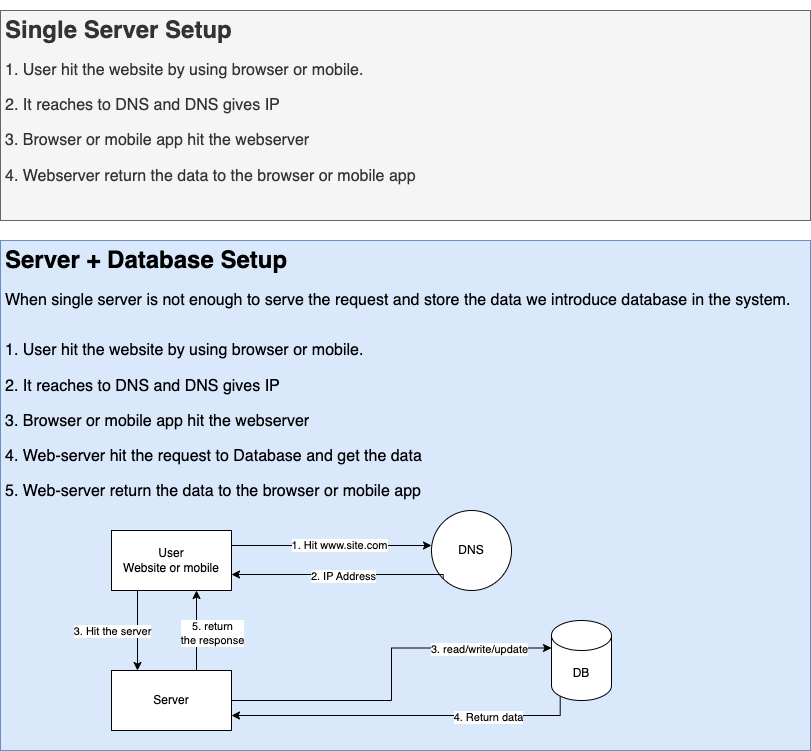 Single Server Setup
1. User hit the website by using browser or mobile.
2. It reaches to DNS and DNS gives IP
3. Browser or mobile app hit the webserver
4. Webserver return the data to the browser or mobile app
Server + Database Setup
When single server is not enough to serve the request and store the data we introduce database in the system.
1. User hit the website by using browser or mobile.
2. It reaches to DNS and DNS gives IP
3. Browser or mobile app hit the webserver
4. Web-server hit the request to Database and get the data
5. Web-server return the data to the browser or mobile app
User
Website or mobile
1. Hit www.site.com
DNS
2. IP Address
3. Hit the server
5. return
the response
3. read/write/update
DB
Server
4. Return data